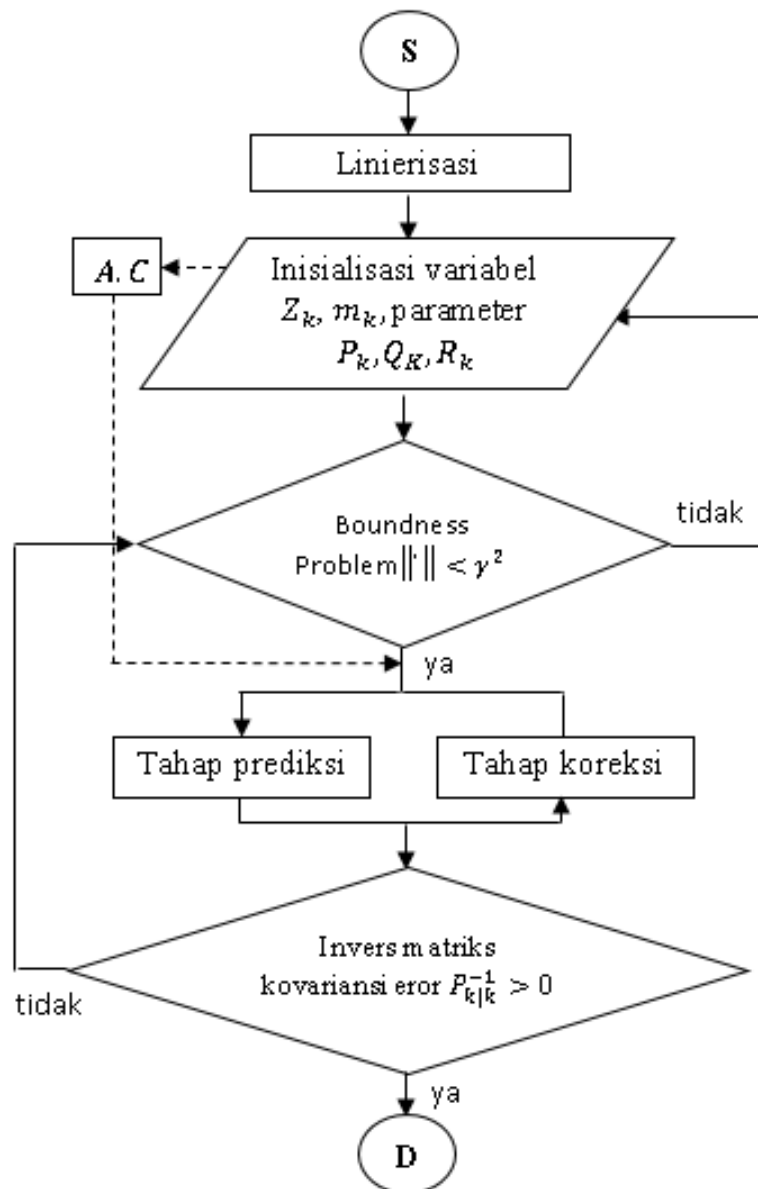 S
Linierisasi
A.C
Inisialisasi variabel
Z_k, m_k, parameter
P_k, Q_K, R_k
Boundness
Problem ||·|| < γ²
tidak
ya
Tahap prediksi
Tahap koreksi
Invers matriks
kovariansi eror P_{k|k}^{-1} > 0
tidak
ya
D